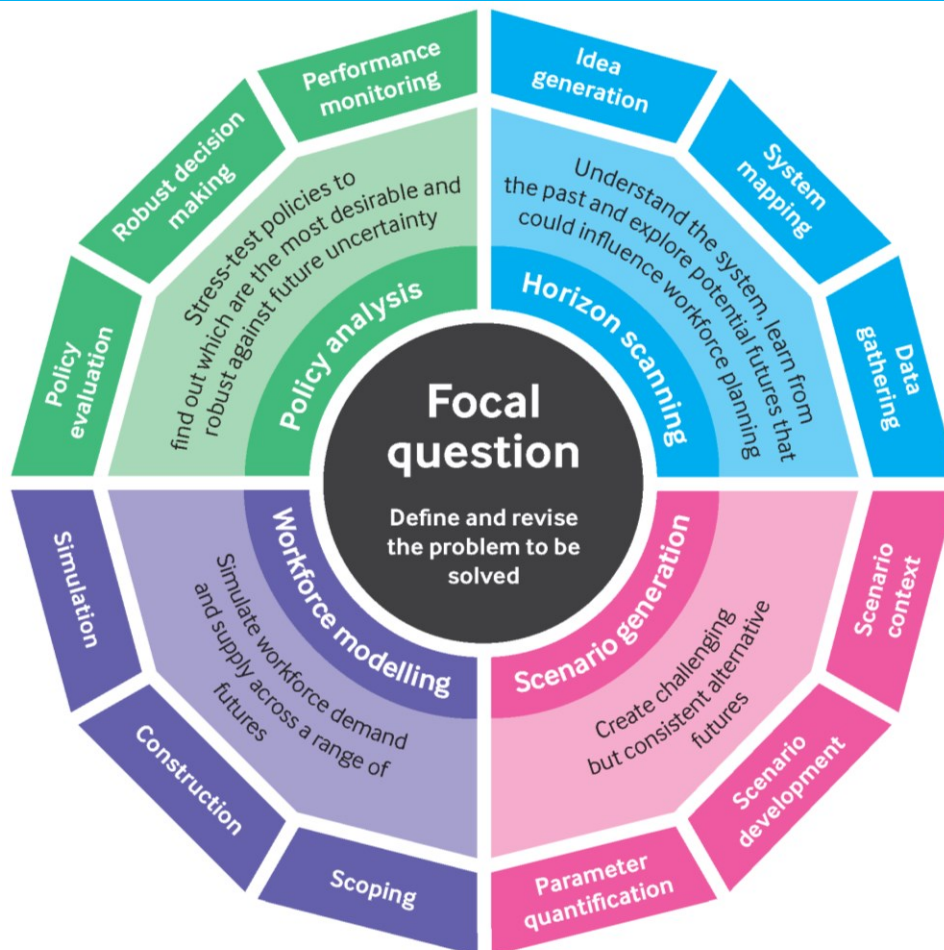 Focal
question
Define and revise
the problem to be
solved
Horizon scanning
Understand the system, learn from
the past and explore potential futures that
could influence workforce planning
Idea
generation
System
mapping
Data
gathering
Scenario generation
Create challenging
but consistent alternative
futures
Scenario
context
Scenario
development
Parameter
quantification
Workforce modelling
Simulate workforce demand
and supply across a range of
futures
Scoping
Construction
Simulation
Policy analysis
Stress-test policies to
find out which are the most desirable and
robust against future uncertainty
Policy
evaluation
Robust decision
making
Performance
monitoring